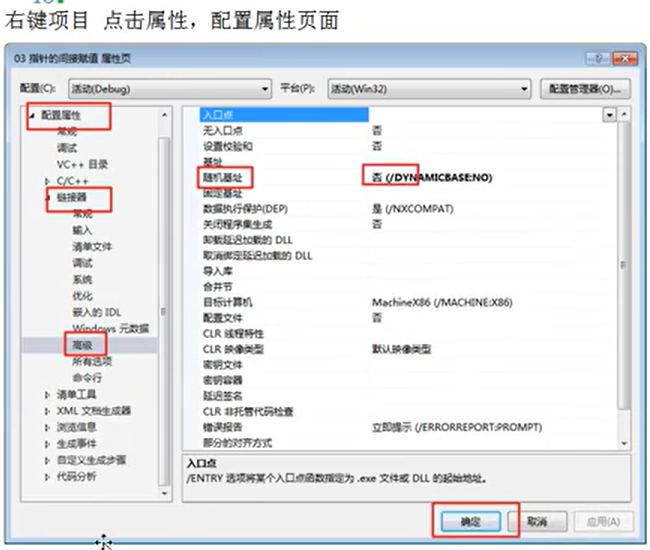 右键项目 点击属性，配置属性页面
03 指针的间接赋值 属性页
配置(C): 活动(Debug) 平台(P): 活动(Win32) 配置管理器(O)...
配置属性
常规
调试
VC++ 目录
C/C++
链接器
常规
输入
清单文件
调试
系统
优化
嵌入的 IDL
Windows 元数据
高级
所有选项
命令行
清单工具
XML 文档生成器
浏览信息
生成事件
自定义生成步骤
代码分析
入口点
无入口点 否
设置校验和 否
基址
随机基址 否 (/DYNAMICBASE:NO)
固定基址
数据执行保护(DEP) 是 (/NXCOMPAT)
关闭程序集生成 否
卸载延迟加载的 DLL
取消绑定延迟加载的 DLL
导入库
合并节
目标计算机 MachineX86 (/MACHINE:X86)
配置文件 否
CLR 线程特性
CLR 映像类型 默认映像类型
密钥文件
密钥容器
延迟签名
CLR 非托管代码检查
错误报告 立即提示 (/ERRORREPORT:PROMPT)
部分的对齐方式
入口点
/ENTRY 选项将某个入口点函数指定为 .exe 文件或 DLL 的起始地址。
确定 取消 应用(A)